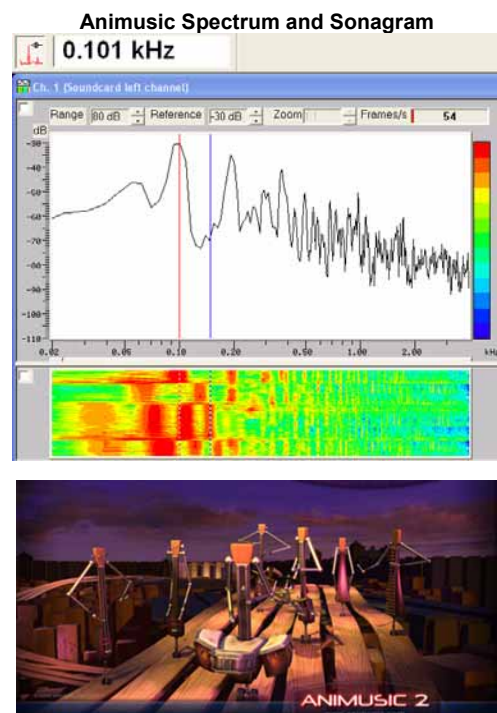 Animusic Spectrum and Sonagram
0.101 kHz
Ch. 1 (Soundcard left channel)
Range 80 dB Reference -30 dB Zoom Frames/s 54
dB
-30
-40
-50
-60
-70
-80
-90
-100
-110
0.02 0.05 0.10 0.20 0.50 1.00 2.00 kHz
ANIMUSIC 2